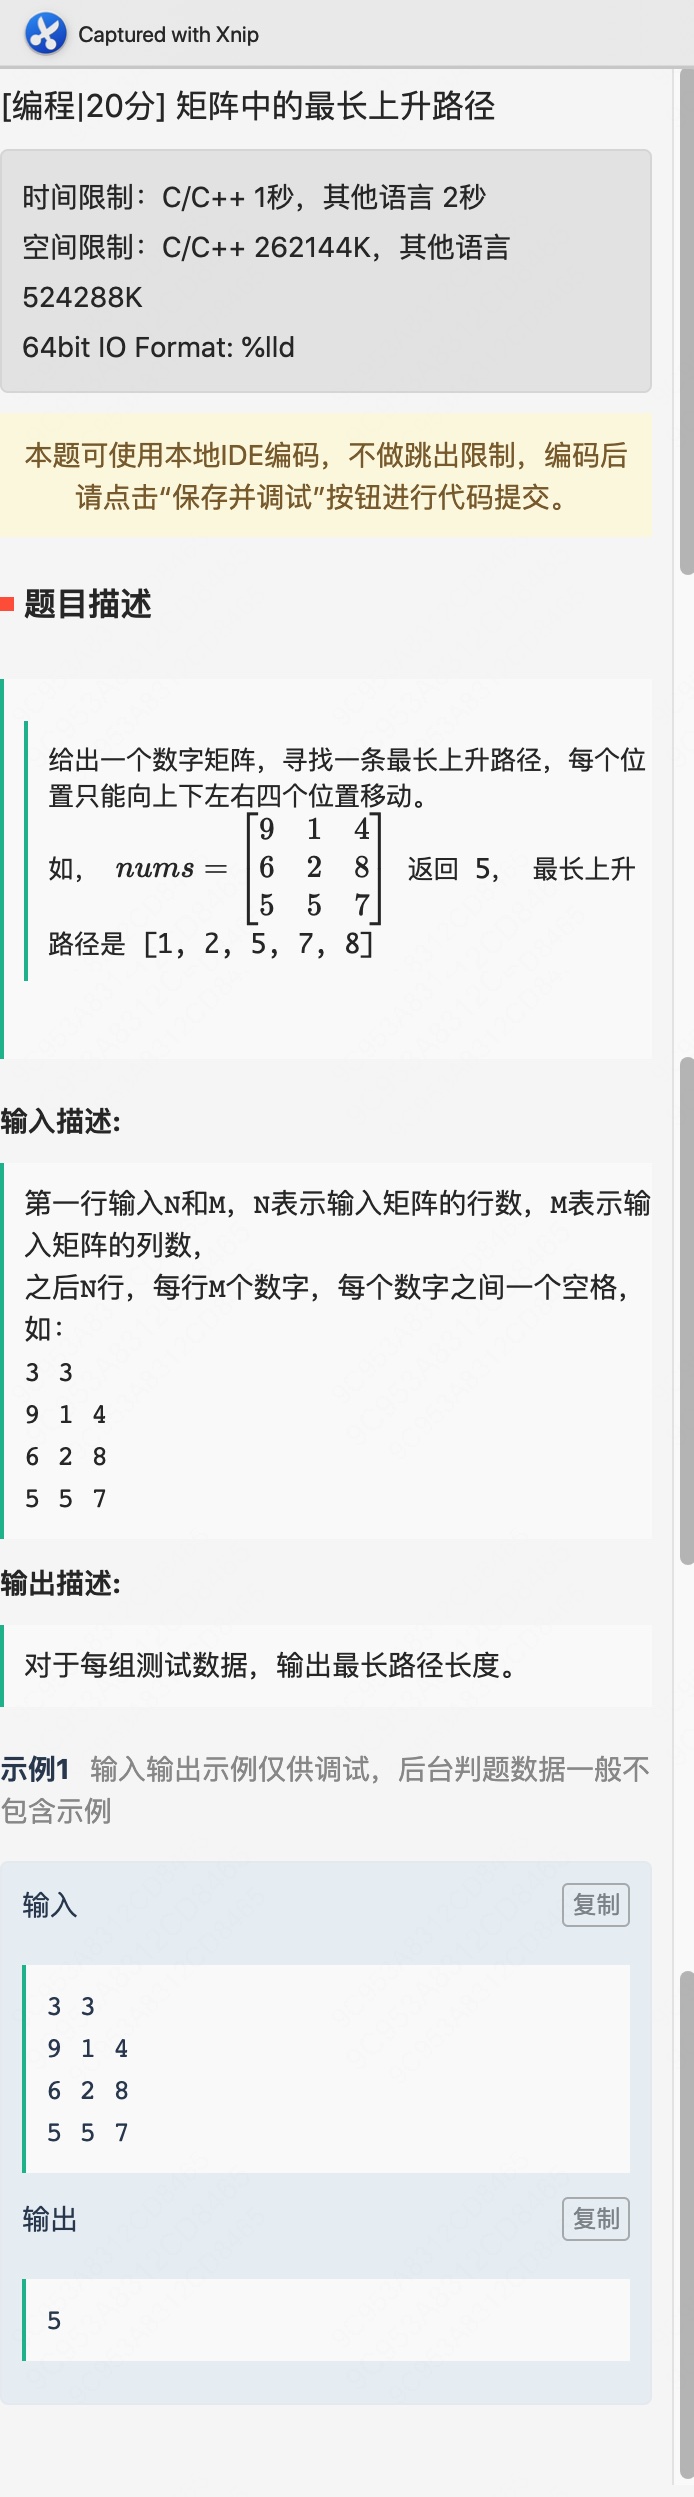 Captured with Xnip
[编程|20分] 矩阵中的最长上升路径
时间限制：C/C++ 1秒，其他语言 2秒
空间限制：C/C++ 262144K，其他语言
524288K
64bit IO Format: %lld
本题可使用本地IDE编码，不做跳出限制，编码后
请点击“保存并调试”按钮进行代码提交。
题目描述
给出一个数字矩阵，寻找一条最长上升路径，每个位
置只能向上下左右四个位置移动。
9 1 4
如， nums = 6 2 8 返回 5， 最长上升
5 5 7
路径是 [1, 2, 5, 7, 8]
输入描述:
第一行输入N和M，N表示输入矩阵的行数，M表示输
入矩阵的列数，
之后N行，每行M个数字，每个数字之间一个空格，
如：
3 3
9 1 4
6 2 8
5 5 7
输出描述:
对于每组测试数据，输出最长路径长度。
示例1 输入输出示例仅供调试，后台判题数据一般不
包含示例
输入 复制
3 3
9 1 4
6 2 8
5 5 7
输出 复制
5